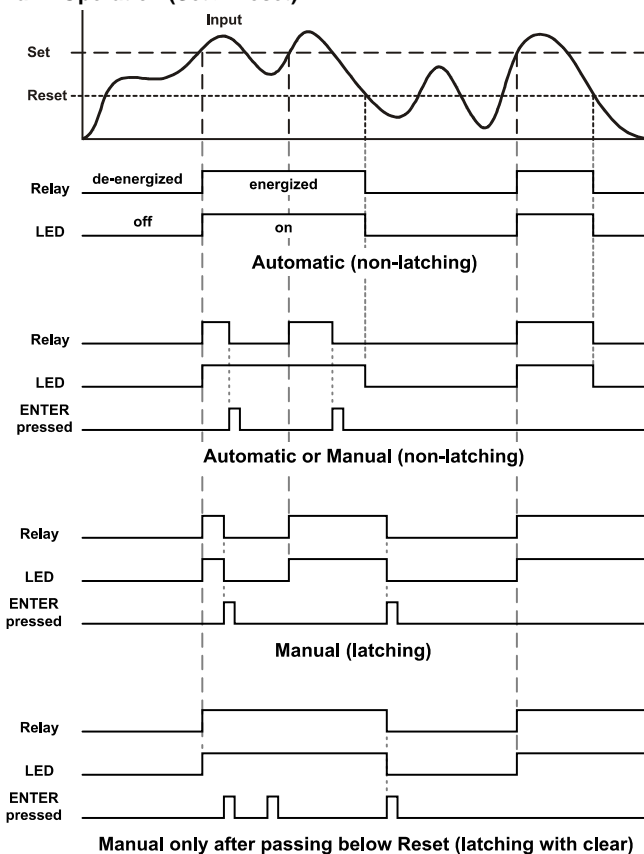 Input
Set
Reset
Relay
de-energized
energized
LED
off
on
Automatic (non-latching)
Relay
LED
ENTER
pressed
Automatic or Manual (non-latching)
Relay
LED
ENTER
pressed
Manual (latching)
Relay
LED
ENTER
pressed
Manual only after passing below Reset (latching with clear)